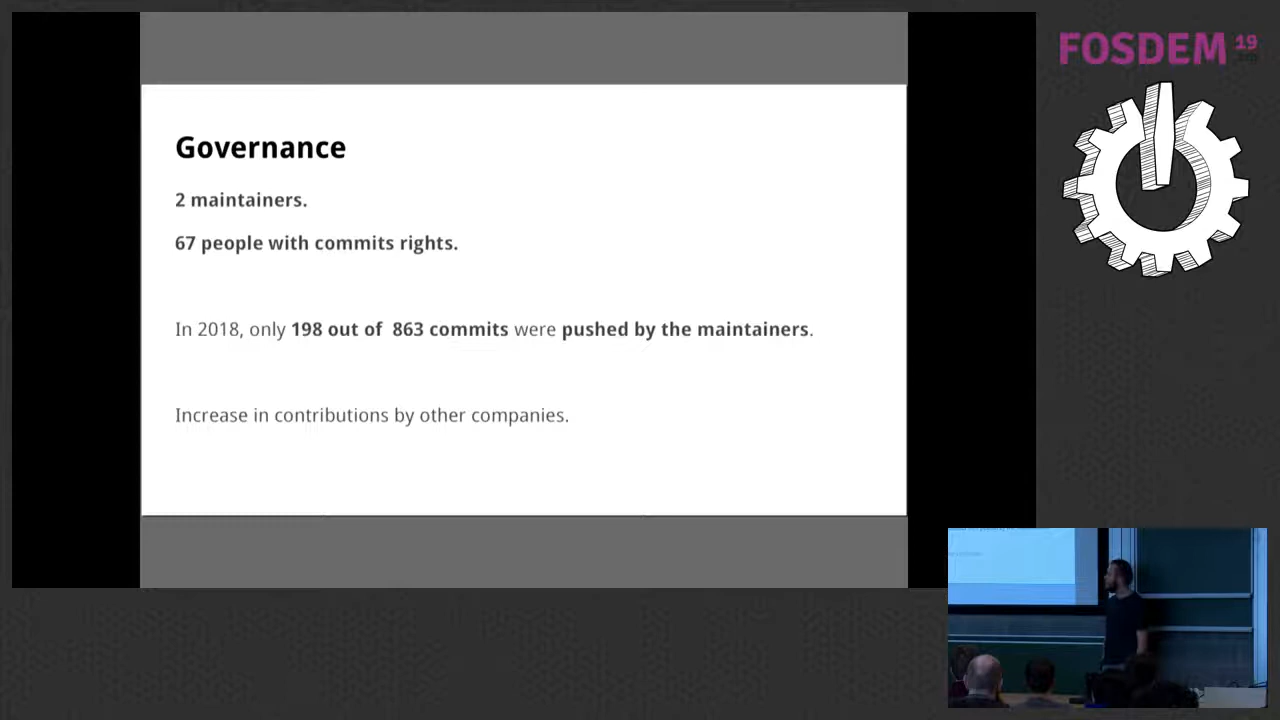 FOSDEM 19
Governance
2 maintainers.
67 people with commits rights.
In 2018, only 198 out of 863 commits were pushed by the maintainers.
Increase in contributions by other companies.